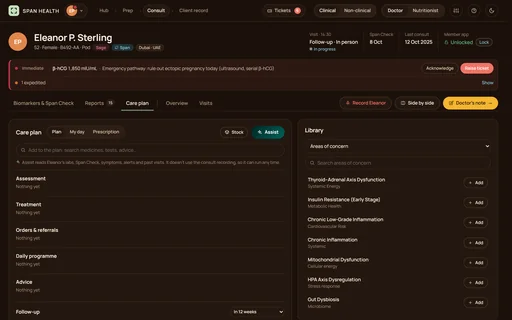 SPAN HEALTH
EP
Hub
Prep
Consult
Client record
Tickets
Clinical
Non-clinical
Doctor
Nutritionist
EP
Eleanor P. Sterling
52 · Female · 8492-AA · Pod
Sage
Span
Dubai · UAE
Visit · 14:30
Follow-up · In person
In progress
Span Check
8 Oct
Last consult
12 Oct 2025
Member app
Unlocked
Lock
Immediate
β-hCG 1,850 mIU/mL · Emergency pathway: rule out ectopic pregnancy today (ultrasound, serial β-hCG)
Acknowledge
Raise ticket
1 expedited
Show
Biomarkers & Span Check
Reports
Care plan
Overview
Visits
Record Eleanor
Side by side
Doctor's note →
Care plan
Plan
My day
Prescription
Stock
Assist
Add to the plan: search medicines, tests, advice.
Assist reads Eleanor's labs, Span Check, symptoms, alerts and past visits. It doesn't use the consult recording, so it can run any time.
Assessment
Nothing yet
Treatment
Nothing yet
Orders & referrals
Nothing yet
Daily programme
Nothing yet
Advice
Nothing yet
Follow-up
In 12 weeks
Library
Areas of concern
Search areas of concern
Thyroid-Adrenal Axis Dysfunction
Systemic Energy
+ Add
Insulin Resistance (Early Stage)
Metabolic Health
+ Add
Chronic Low-Grade Inflammation
Cardiovascular Risk
+ Add
Chronic Inflammation
Systemic
+ Add
Mitochondrial Dysfunction
Cellular energy
+ Add
HPA Axis Dysregulation
Stress response
+ Add
Gut Dysbiosis
Microbiome
+ Add